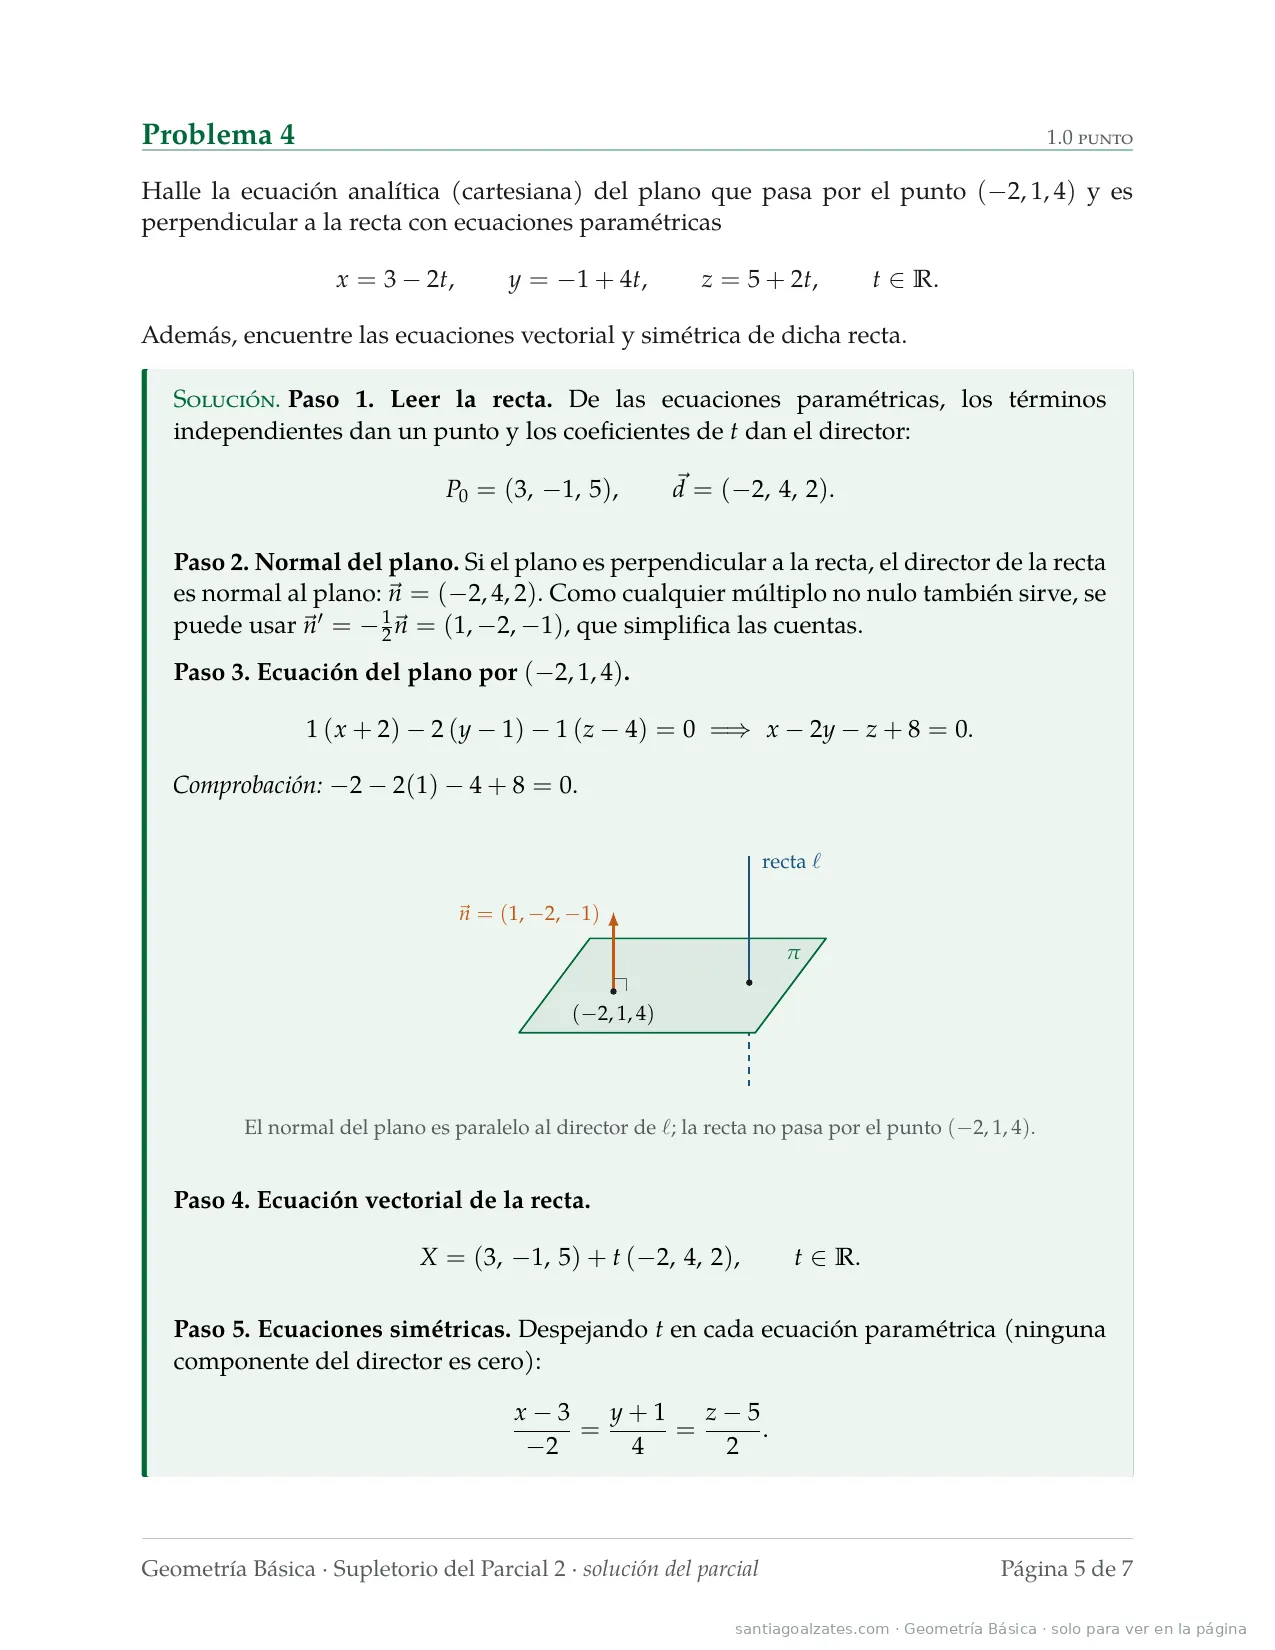 Problema 4
1.0 PUNTO
Halle la ecuación analítica (cartesiana) del plano que pasa por el punto (−2, 1, 4) y es
perpendicular a la recta con ecuaciones paramétricas
x = 3 − 2t, y = −1 + 4t, z = 5 + 2t, t ∈ ℝ.
Además, encuentre las ecuaciones vectorial y simétrica de dicha recta.
SOLUCIÓN. Paso 1. Leer la recta. De las ecuaciones paramétricas, los términos
independientes dan un punto y los coeficientes de t dan el director:
P₀ = (3, −1, 5), d⃗ = (−2, 4, 2).
Paso 2. Normal del plano. Si el plano es perpendicular a la recta, el director de la recta
es normal al plano: n⃗ = (−2, 4, 2). Como cualquier múltiplo no nulo también sirve, se
puede usar n⃗′ = −½n⃗ = (1, −2, −1), que simplifica las cuentas.
Paso 3. Ecuación del plano por (−2, 1, 4).
1 (x + 2) − 2 (y − 1) − 1 (z − 4) = 0 ⟹ x − 2y − z + 8 = 0.
Comprobación: −2 − 2(1) − 4 + 8 = 0.
recta ℓ
n⃗ = (1, −2, −1)
π
(−2, 1, 4)
El normal del plano es paralelo al director de ℓ; la recta no pasa por el punto (−2, 1, 4).
Paso 4. Ecuación vectorial de la recta.
X = (3, −1, 5) + t (−2, 4, 2), t ∈ ℝ.
Paso 5. Ecuaciones simétricas. Despejando t en cada ecuación paramétrica (ninguna
componente del director es cero):
(x − 3)/(−2) = (y + 1)/4 = (z − 5)/2.
Geometría Básica · Supletorio del Parcial 2 · solución del parcial
Página 5 de 7
santiagoalzates.com · Geometría Básica · solo para ver en la página